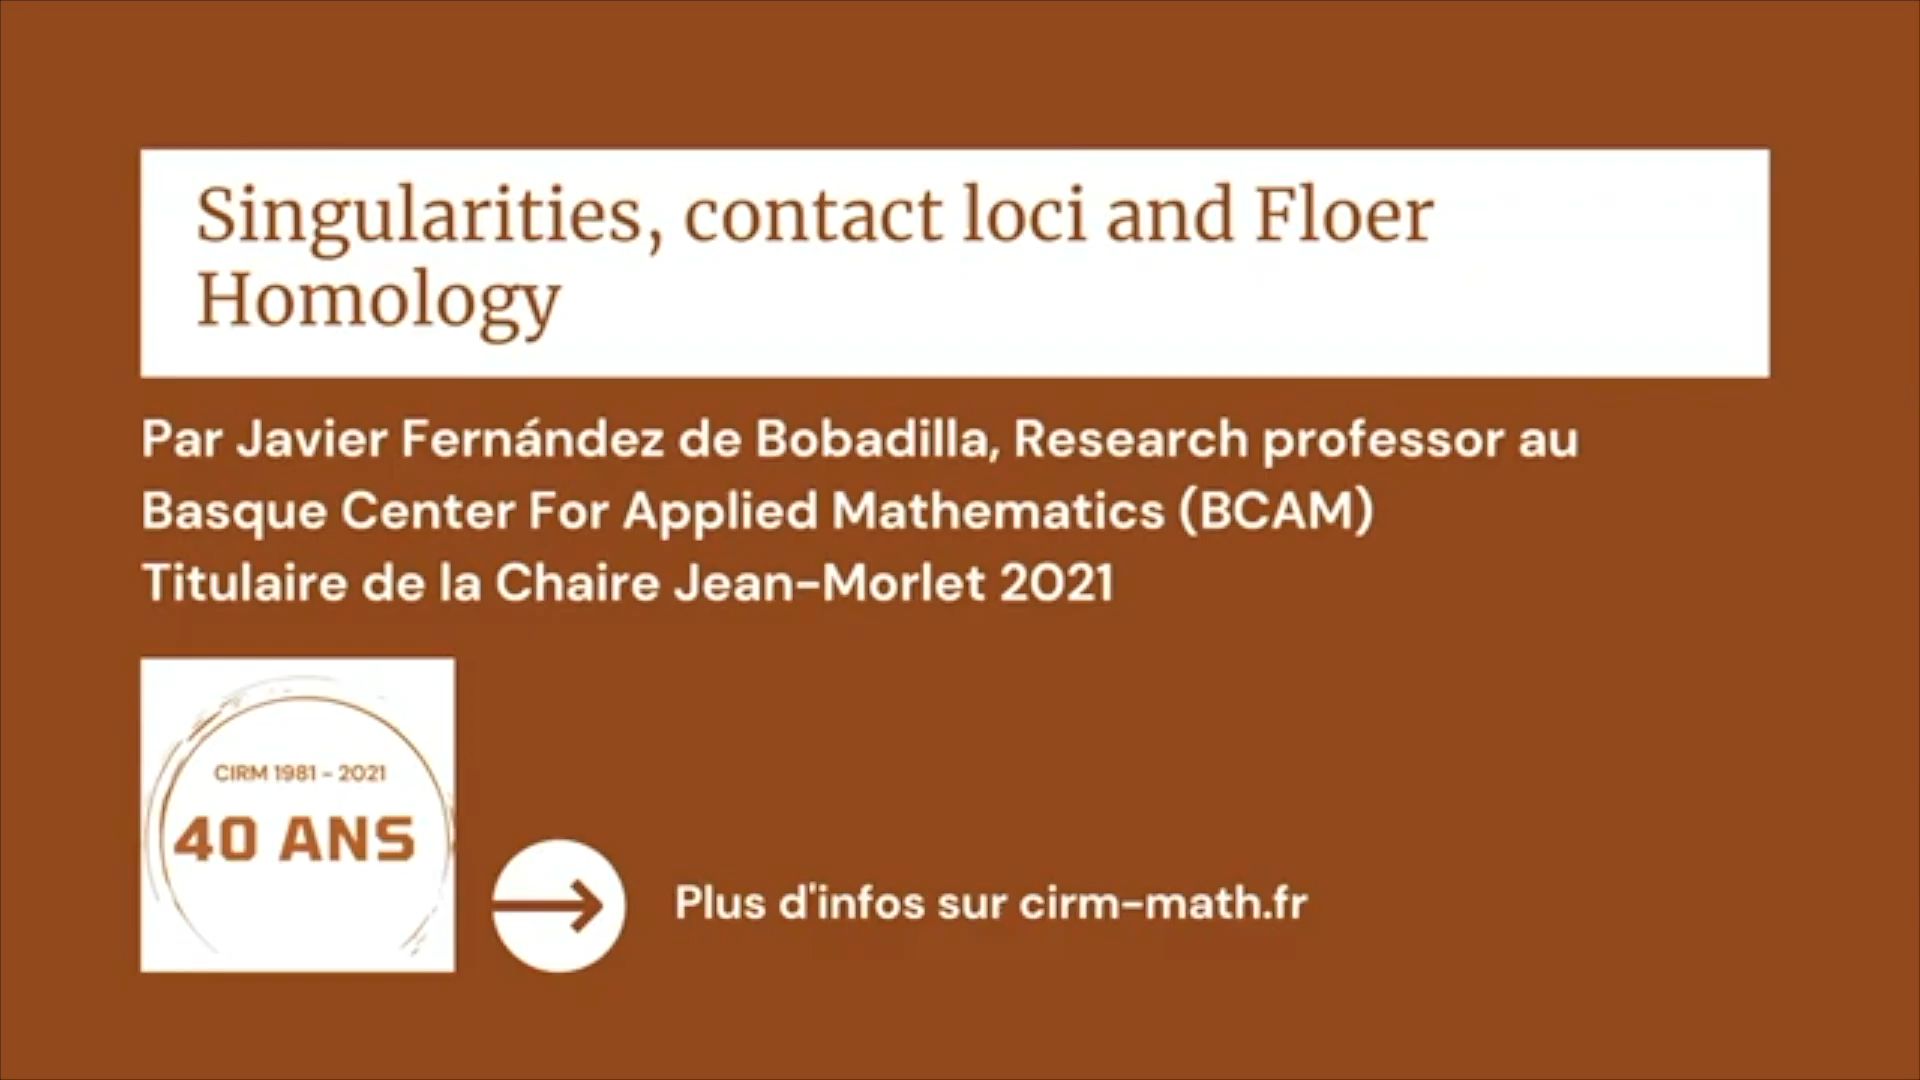 Singularities, contact loci and Floer
Homology
Par Javier Fernández de Bobadilla, Research professor au
Basque Center For Applied Mathematics (BCAM)
Titulaire de la Chaire Jean-Morlet 2021
CIRM 1981 - 2021
40 ANS
Plus d'infos sur cirm-math.fr